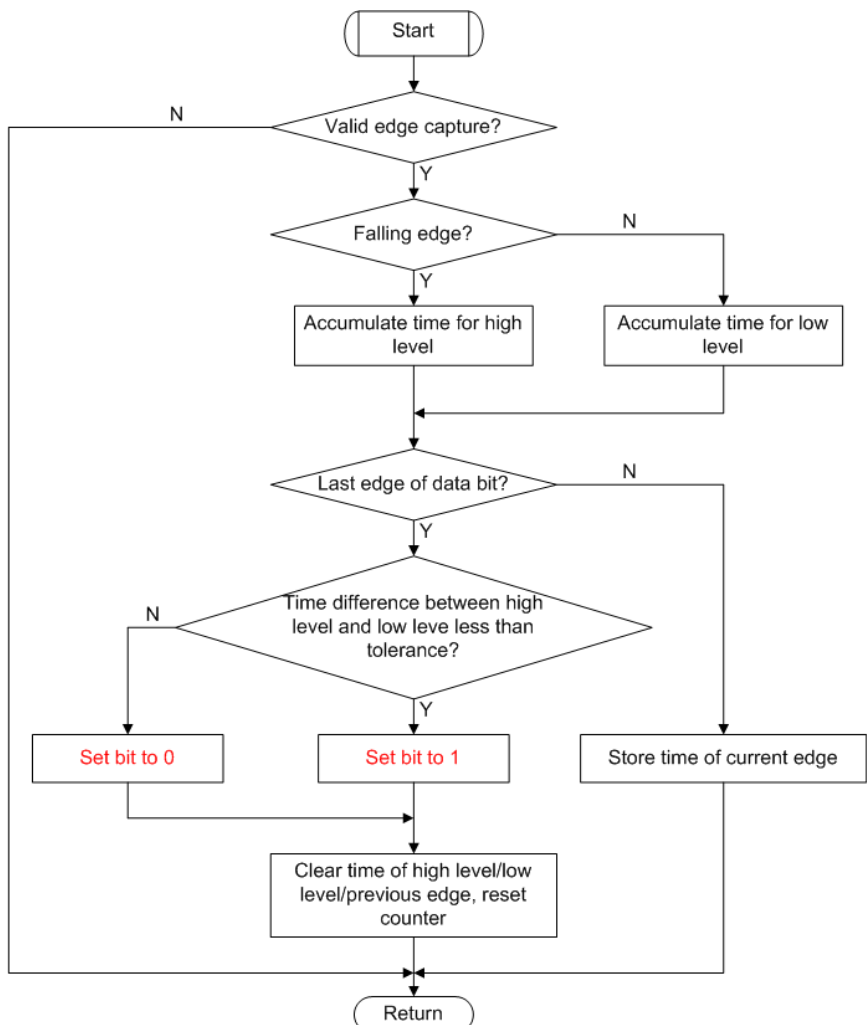 Start
N
Valid edge capture?
Y
Falling edge?
N
Y
Accumulate time for high
level
Accumulate time for low
level
Last edge of data bit?
N
Y
Time difference between high
level and low leve less than
tolerance?
N
Y
Set bit to 0
Set bit to 1
Store time of current edge
Clear time of high level/low
level/previous edge, reset
counter
Return